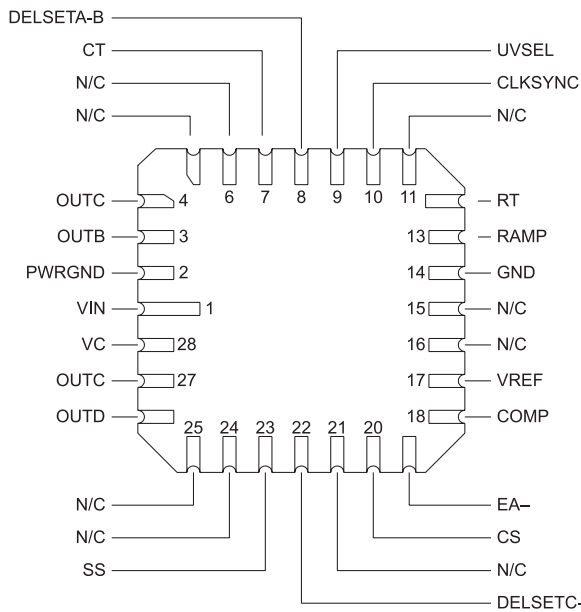 DELSETA-B
CT
UVSEL
N/C
CLKSYNC
N/C
N/C
6 7 8 9 10 11
OUTC 4 RT
OUTB 3 13 RAMP
PWRGND 2 14 GND
VIN 1 15 N/C
VC 28 16 N/C
OUTC 27 17 VREF
OUTD 18 COMP
25 24 23 22 21 20
N/C EA–
N/C CS
SS N/C
DELSETC-